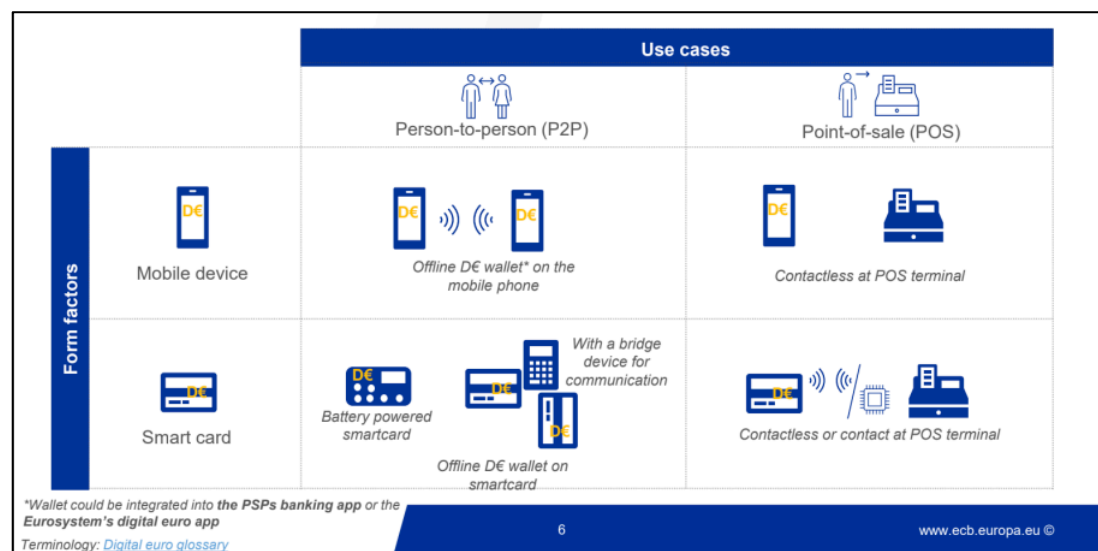 Use cases
Person-to-person (P2P)
Point-of-sale (POS)
Form factors
Mobile device
D€
D€
D€
Offline D€ wallet* on the
mobile phone
D€
Contactless at POS terminal
Smart card
D€
D€
Battery powered
smartcard
With a bridge
device for
communication
D€
D€
Offline D€ wallet on
smartcard
D€
Contactless or contact at POS terminal
*Wallet could be integrated into the PSPs banking app or the
Eurosystem's digital euro app
Terminology: Digital euro glossary
6
www.ecb.europa.eu ©